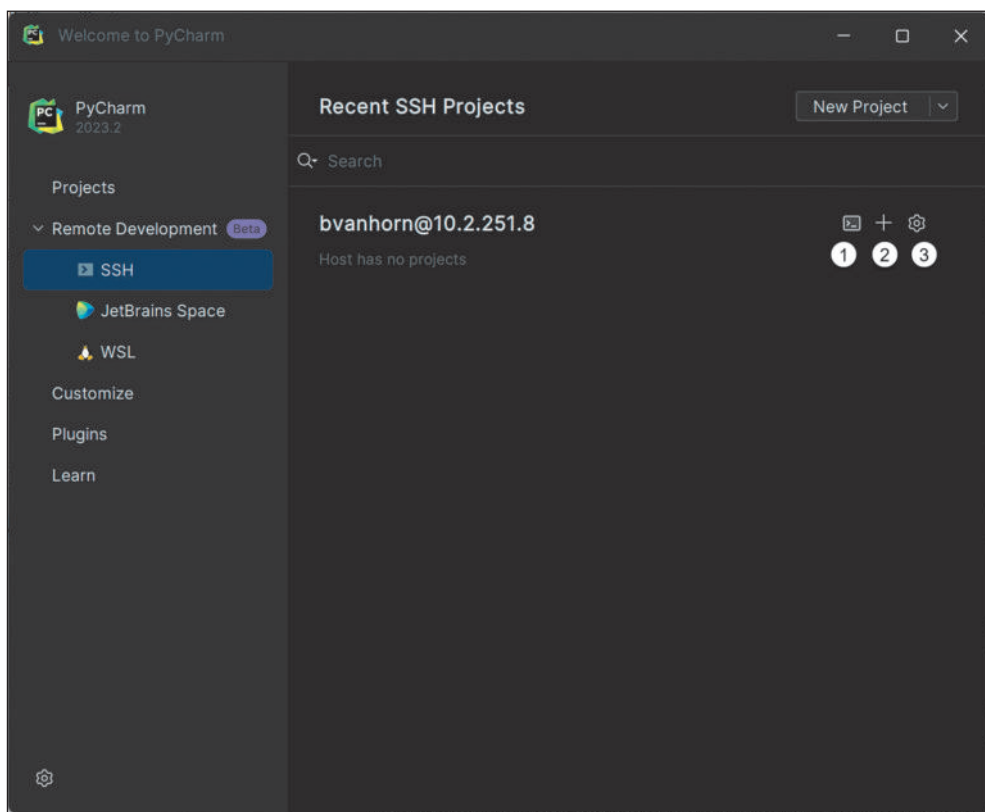 Welcome to PyCharm
PC
PyCharm
2023.2
Projects
Remote Development Beta
SSH
JetBrains Space
WSL
Customize
Plugins
Learn
Recent SSH Projects
New Project
Search
bvanhorn@10.2.251.8
Host has no projects
1 2 3